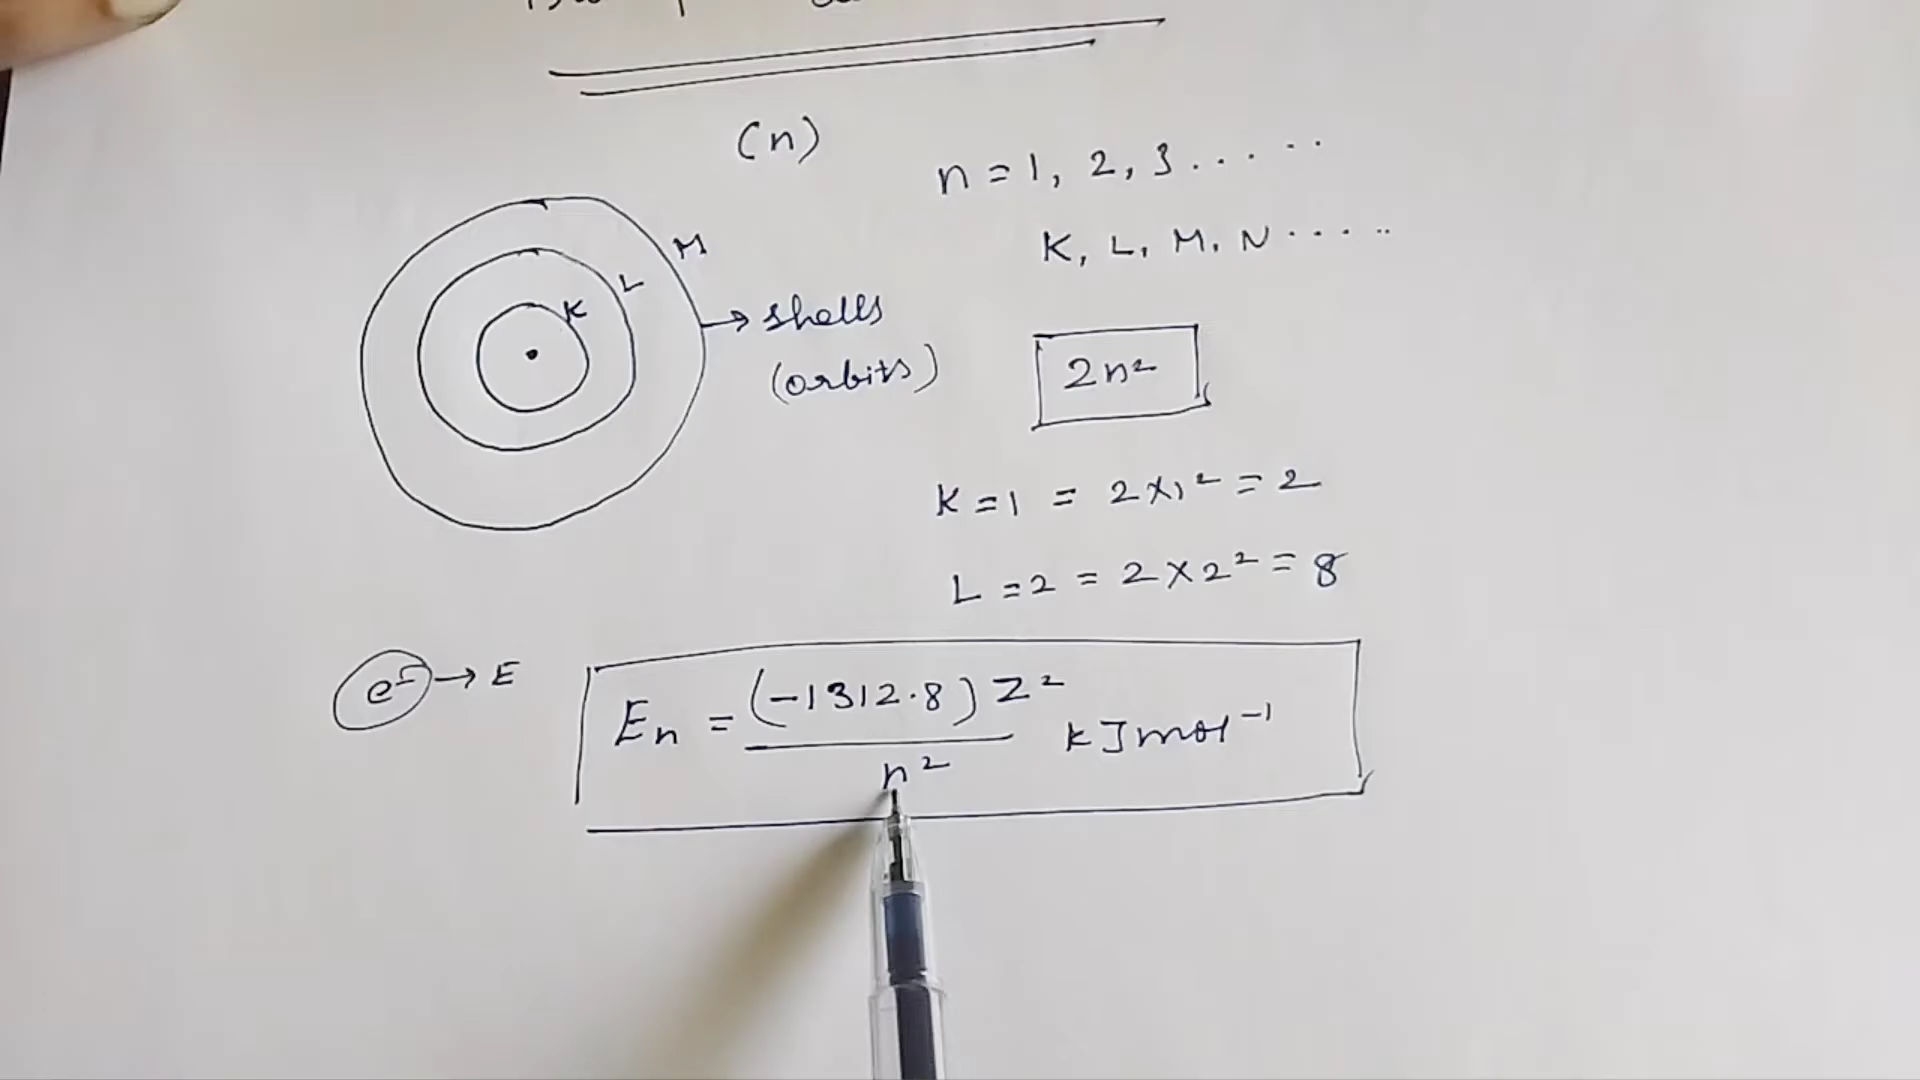 (n)
n = 1, 2, 3 . . . . .
K, L, M, N . . . . . .
M
L
K
→ shells
(orbits)
2n²
K = 1 = 2 × 1² = 2
L = 2 = 2 × 2² = 8
e⁻ → E
Eₙ = (-1312.8) Z² / n² kJ mol⁻¹